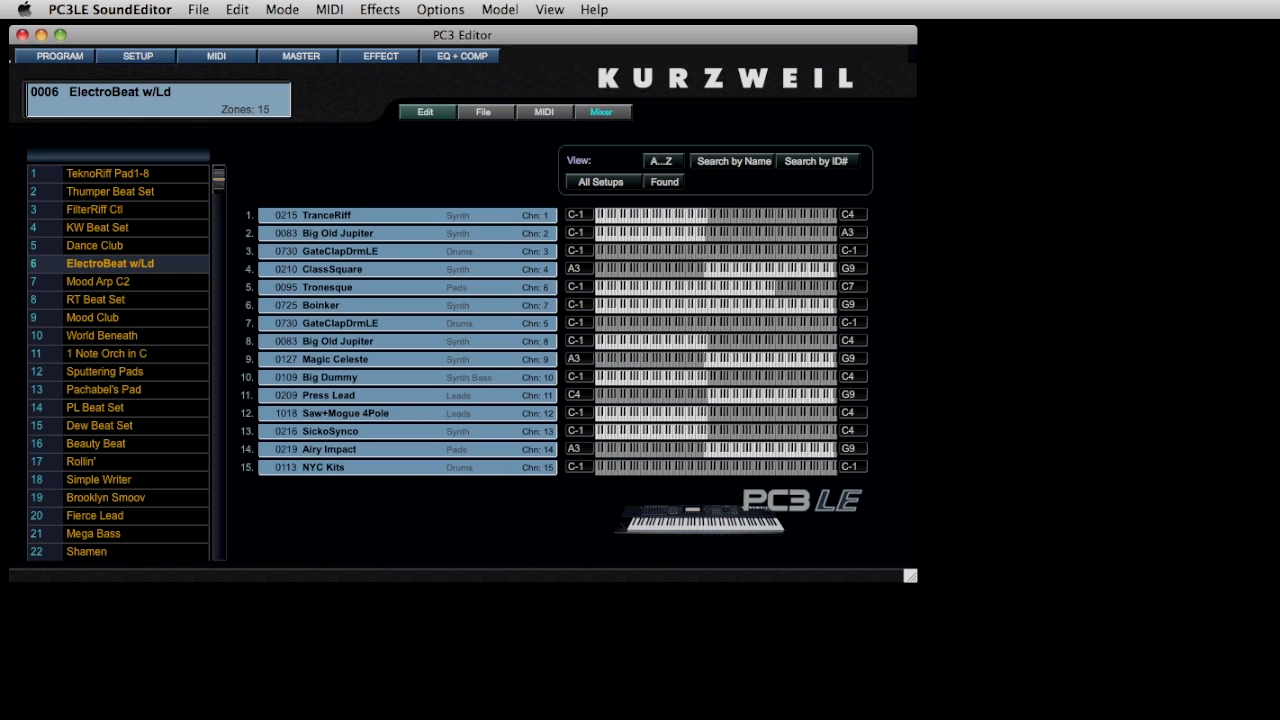 PC3LE SoundEditor File Edit Mode MIDI Effects Options Model View Help
PC3 Editor
PROGRAM SETUP MIDI MASTER EFFECT EQ + COMP
KURZWEIL
0006 ElectroBeat w/Ld
Zones: 15
Edit File MIDI Mixer
View: A...Z Search by Name Search by ID#
All Setups Found
1 TeknoRiff Pad1-8
2 Thumper Beat Set
3 FilterRiff Ctl
4 KW Beat Set
5 Dance Club
6 ElectroBeat w/Ld
7 Mood Arp C2
8 RT Beat Set
9 Mood Club
10 World Beneath
11 1 Note Orch in C
12 Sputtering Pads
13 Pachabel's Pad
14 PL Beat Set
15 Dew Beat Set
16 Beauty Beat
17 Rollin'
18 Simple Writer
19 Brooklyn Smoov
20 Fierce Lead
21 Mega Bass
22 Shamen
1. 0215 TranceRiff Synth Chn: 1 C-1 C4
2. 0083 Big Old Jupiter Synth Chn: 2 C-1 A3
3. 0730 GateClapDrmLE Drums Chn: 3 C-1 C-1
4. 0210 ClassSquare Synth Chn: 4 A3 G9
5. 0095 Tronesque Pads Chn: 6 C-1 C7
6. 0725 Boinker Synth Chn: 7 C-1 G9
7. 0730 GateClapDrmLE Drums Chn: 5 C-1 C-1
8. 0083 Big Old Jupiter Synth Chn: 8 C-1 C4
9. 0127 Magic Celeste Synth Chn: 9 A3 G9
10. 0109 Big Dummy Synth Bass Chn: 10 C-1 C4
11. 0209 Press Lead Leads Chn: 11 C4 G9
12. 1018 Saw+Mogue 4Pole Leads Chn: 12 C-1 C4
13. 0216 SickoSynco Synth Chn: 13 C-1 C4
14. 0219 Airy Impact Pads Chn: 14 A3 G9
15. 0113 NYC Kits Drums Chn: 15 C-1 C-1
PC3 LE